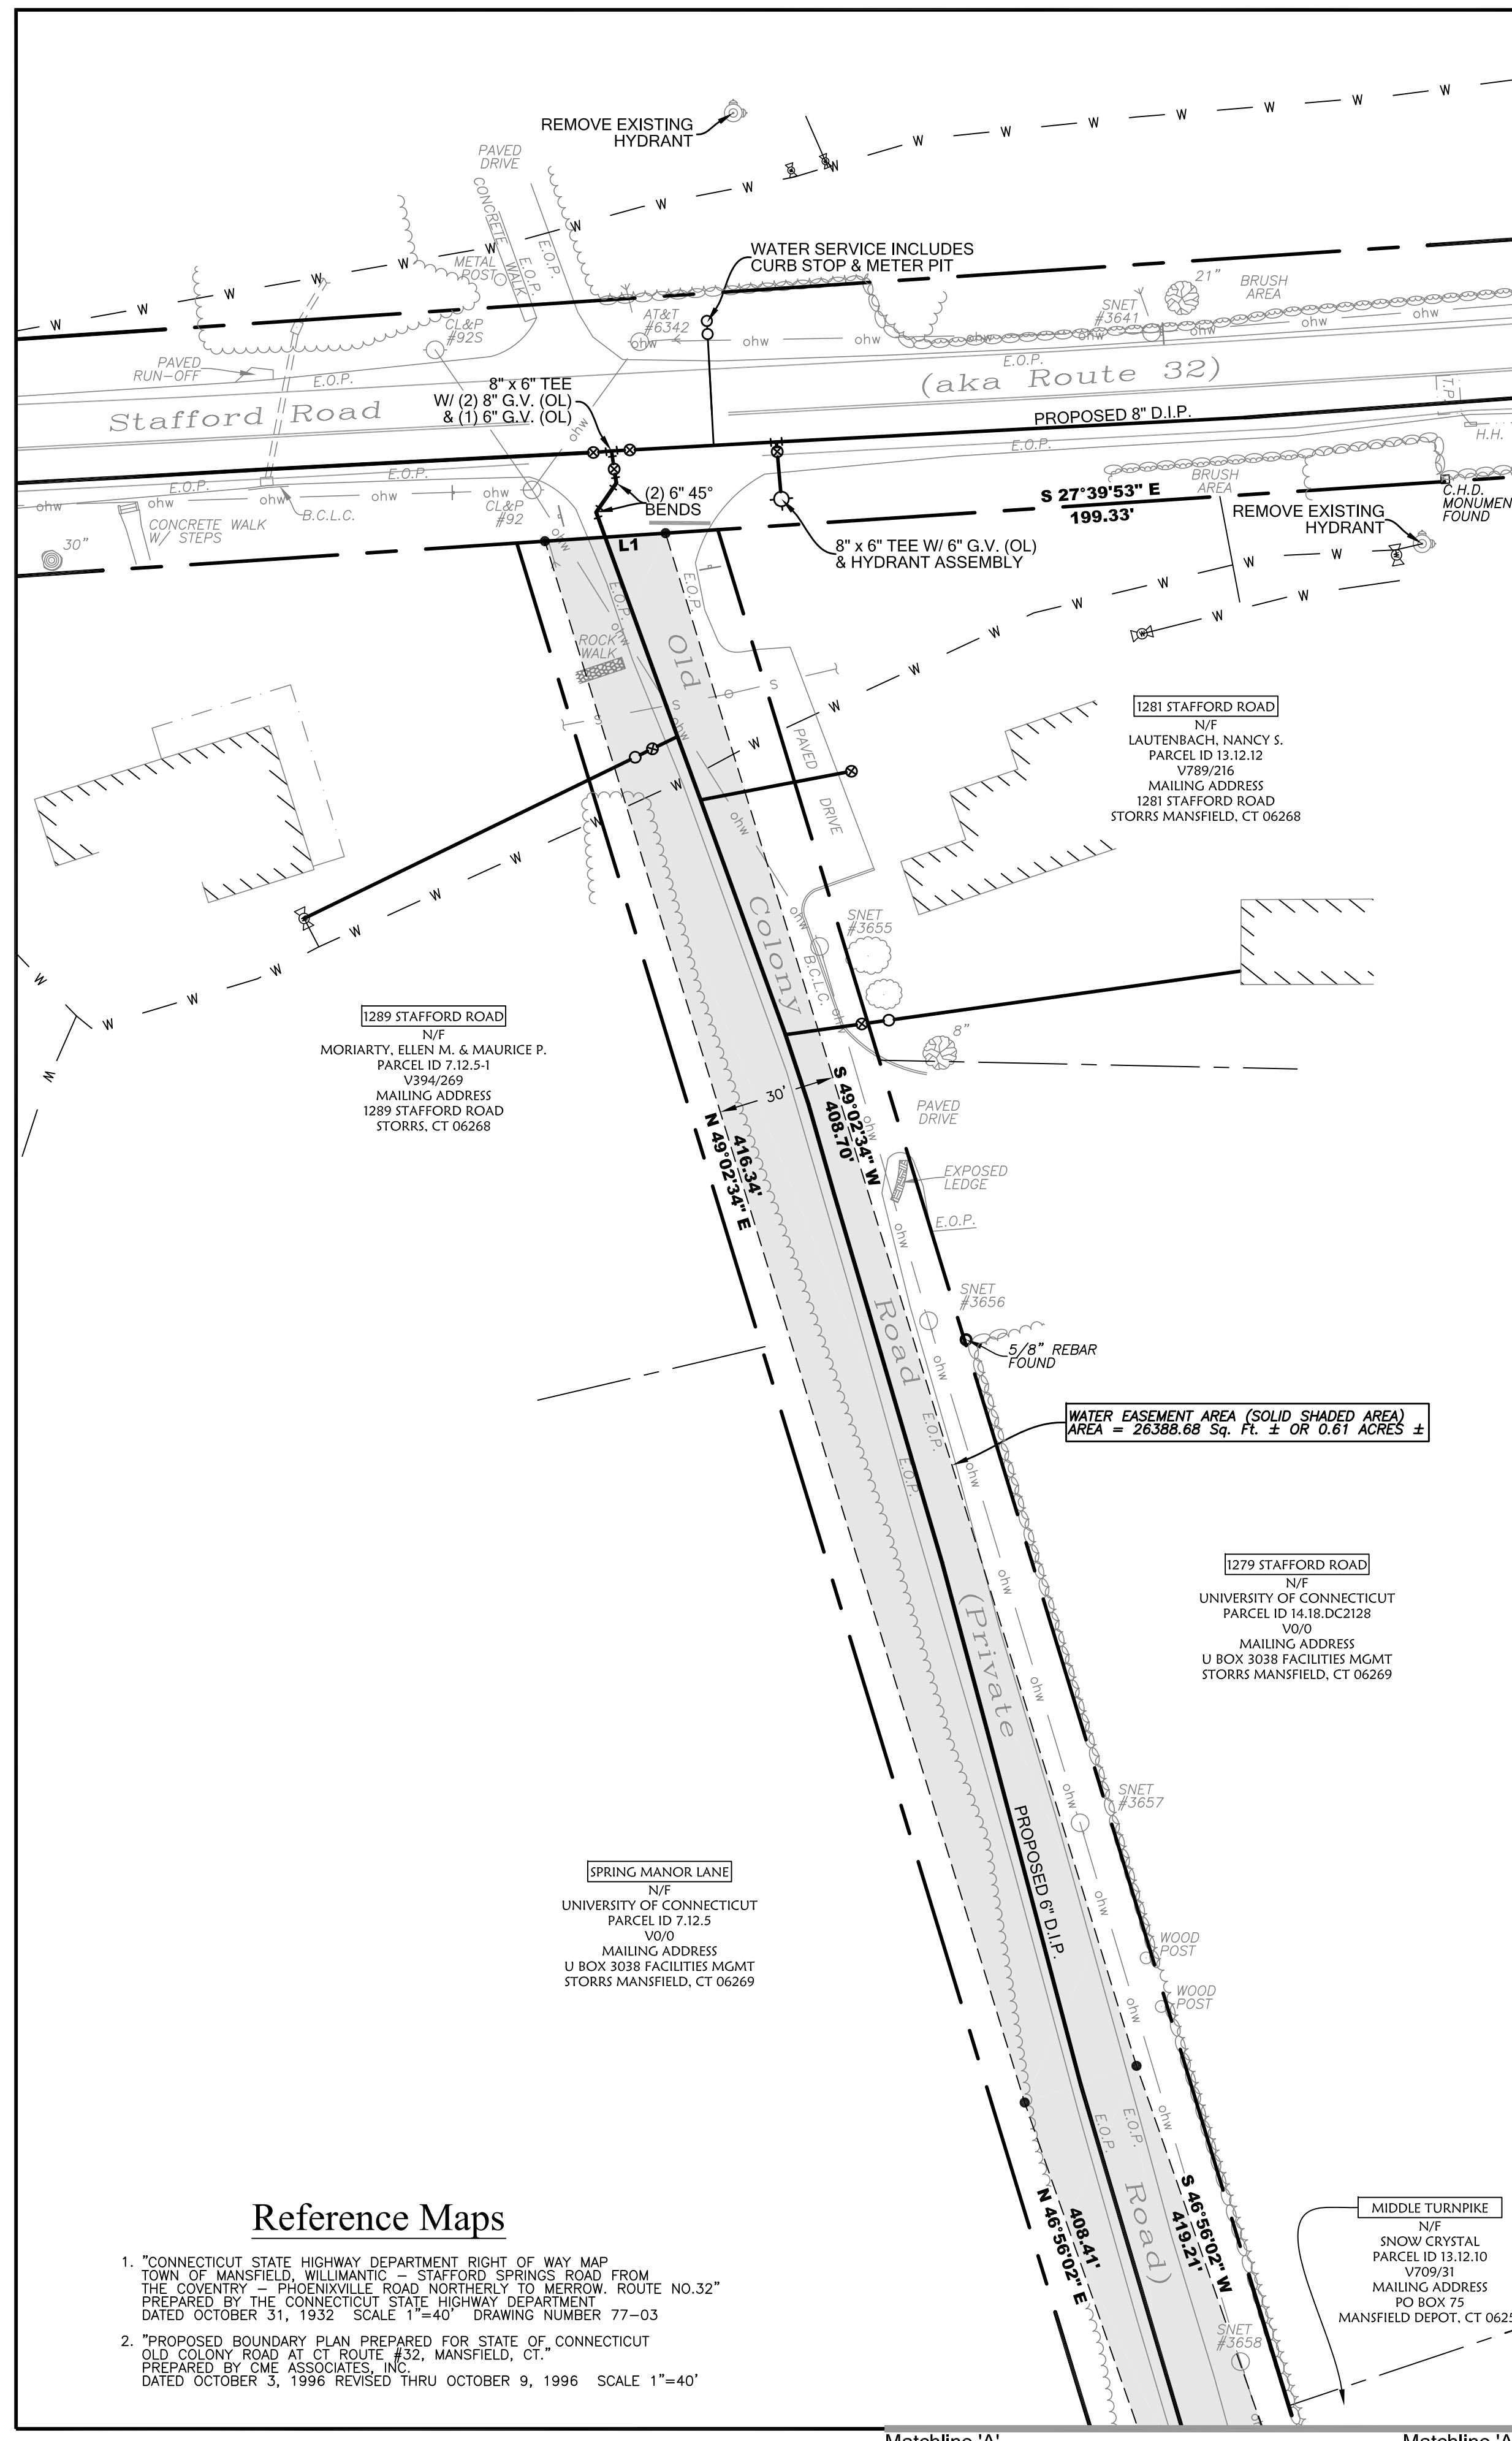 REMOVE EXISTING
HYDRANT
PAVED
DRIVE
CONCRETE
WALK
E.O.P.
E.O.P.
METAL
POST
WATER SERVICE INCLUDES
CURB STOP & METER PIT
21"
BRUSH
AREA
SNET
#3641
AT&T
#6342
CL&P
#92S
PAVED
RUN-OFF
E.O.P.
E.O.P.
8" x 6" TEE
W/ (2) 8" G.V. (OL)
& (1) 6" G.V. (OL)
Stafford Road
(aka Route 32)
PROPOSED 8" D.I.P.
E.O.P.
T.P.
H.H.
E.O.P.
E.O.P.
ohw
ohw
ohw
ohw
CL&P
#92
B.C.L.C.
CONCRETE WALK
W/ STEPS
30"
(2) 6" 45°
BENDS
BRUSH
AREA
S 27°39'53" E
199.33'
C.H.D.
FOUND
REMOVE EXISTING
HYDRANT
8" x 6" TEE W/ 6" G.V. (OL)
& HYDRANT ASSEMBLY
L1
E.O.P.
E.O.P.
ROCK
WALK
Old
PAVED
DRIVE
1281 STAFFORD ROAD
N/F
LAUTENBACH, NANCY S.
PARCEL ID 13.12.12
V789/216
MAILING ADDRESS
1281 STAFFORD ROAD
STORRS MANSFIELD, CT 06268
Colony
SNET
#3655
B.C.L.C.
8"
1289 STAFFORD ROAD
N/F
MORIARTY, ELLEN M. & MAURICE P.
PARCEL ID 7.12.5-1
V394/269
MAILING ADDRESS
1289 STAFFORD ROAD
STORRS, CT 06268
30'
S 49°02'34" W
408.70'
416.34'
N 49°02'34" E
PAVED
DRIVE
EXPOSED
LEDGE
E.O.P.
SNET
#3656
Road
5/8" REBAR
FOUND
WATER EASEMENT AREA (SOLID SHADED AREA)
AREA = 26388.68 Sq. Ft. ± OR 0.61 ACRES ±
E.O.P.
E.O.P.
1279 STAFFORD ROAD
N/F
UNIVERSITY OF CONNECTICUT
PARCEL ID 14.18.DC2128
V0/0
MAILING ADDRESS
U BOX 3038 FACILITIES MGMT
STORRS MANSFIELD, CT 06269
(Private
SNET
#3657
PROPOSED 6" D.I.P.
SPRING MANOR LANE
N/F
UNIVERSITY OF CONNECTICUT
PARCEL ID 7.12.5
V0/0
MAILING ADDRESS
U BOX 3038 FACILITIES MGMT
STORRS MANSFIELD, CT 06269
WOOD
POST
WOOD
POST
E.O.P.
E.O.P.
Road)
408.41'
N 46°56'02" E
S 46°56'02" W
419.21'
SNET
#3658
MIDDLE TURNPIKE
N/F
SNOW CRYSTAL
PARCEL ID 13.12.10
V709/31
MAILING ADDRESS
PO BOX 75
MANSFIELD DEPOT, CT
Reference Maps
1. "CONNECTICUT STATE HIGHWAY DEPARTMENT RIGHT OF WAY MAP
TOWN OF MANSFIELD, WILLIMANTIC – STAFFORD SPRINGS ROAD FROM
THE COVENTRY – PHOENIXVILLE ROAD NORTHERLY TO MERROW. ROUTE NO.32"
PREPARED BY THE CONNECTICUT STATE HIGHWAY DEPARTMENT
DATED OCTOBER 31, 1932 SCALE 1"=40' DRAWING NUMBER 77-03
2. "PROPOSED BOUNDARY PLAN PREPARED FOR STATE OF CONNECTICUT
OLD COLONY ROAD AT CT ROUTE #32, MANSFIELD, CT."
PREPARED BY CME ASSOCIATES, INC.
DATED OCTOBER 3, 1996 REVISED THRU OCTOBER 9, 1996 SCALE 1"=40'